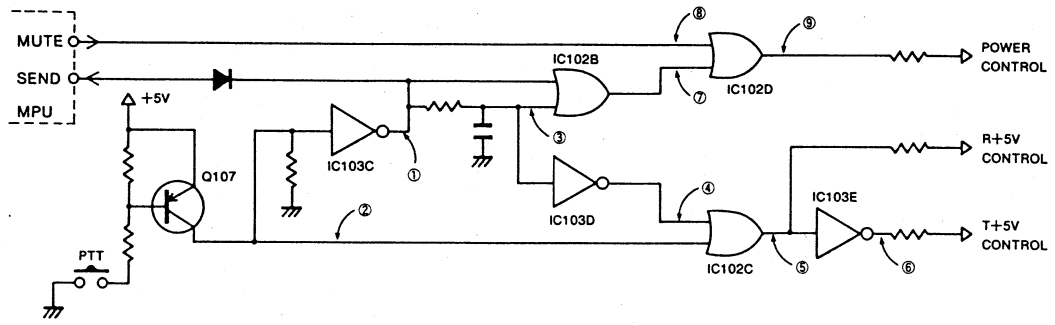 MUTE
SEND
MPU
⑧
⑨
IC102B
IC102D
⑦
POWER
CONTROL
+5V
IC103C
①
③
Q107
②
IC103D
④
R+5V
CONTROL
IC103E
T+5V
CONTROL
PTT
IC102C
⑤
⑥